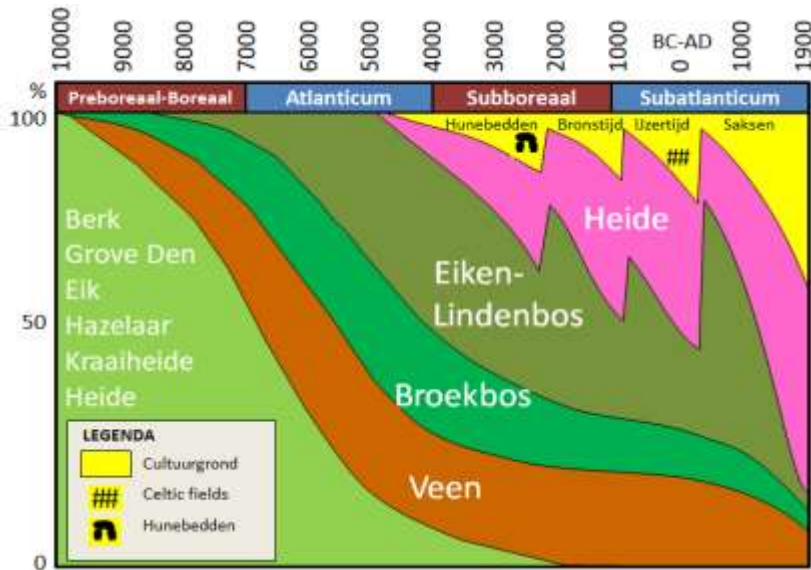 10000 9000 8000 7000 6000 5000 4000 3000 2000 1000 BC-AD 0 1000 1900
% Preboreaal-Boreaal Atlanticum Subboreaal Subatlanticum
100
Hunebedden Bronstijd IJzertijd Saksen
Berk
Grove Den
Eik
Hazelaar
Kraaiheide
Heide
Heide
Eiken-
Lindenbos
50
Broekbos
Veen
LEGENDA
Cultuurgrond
Celtic fields
Hunebedden
0